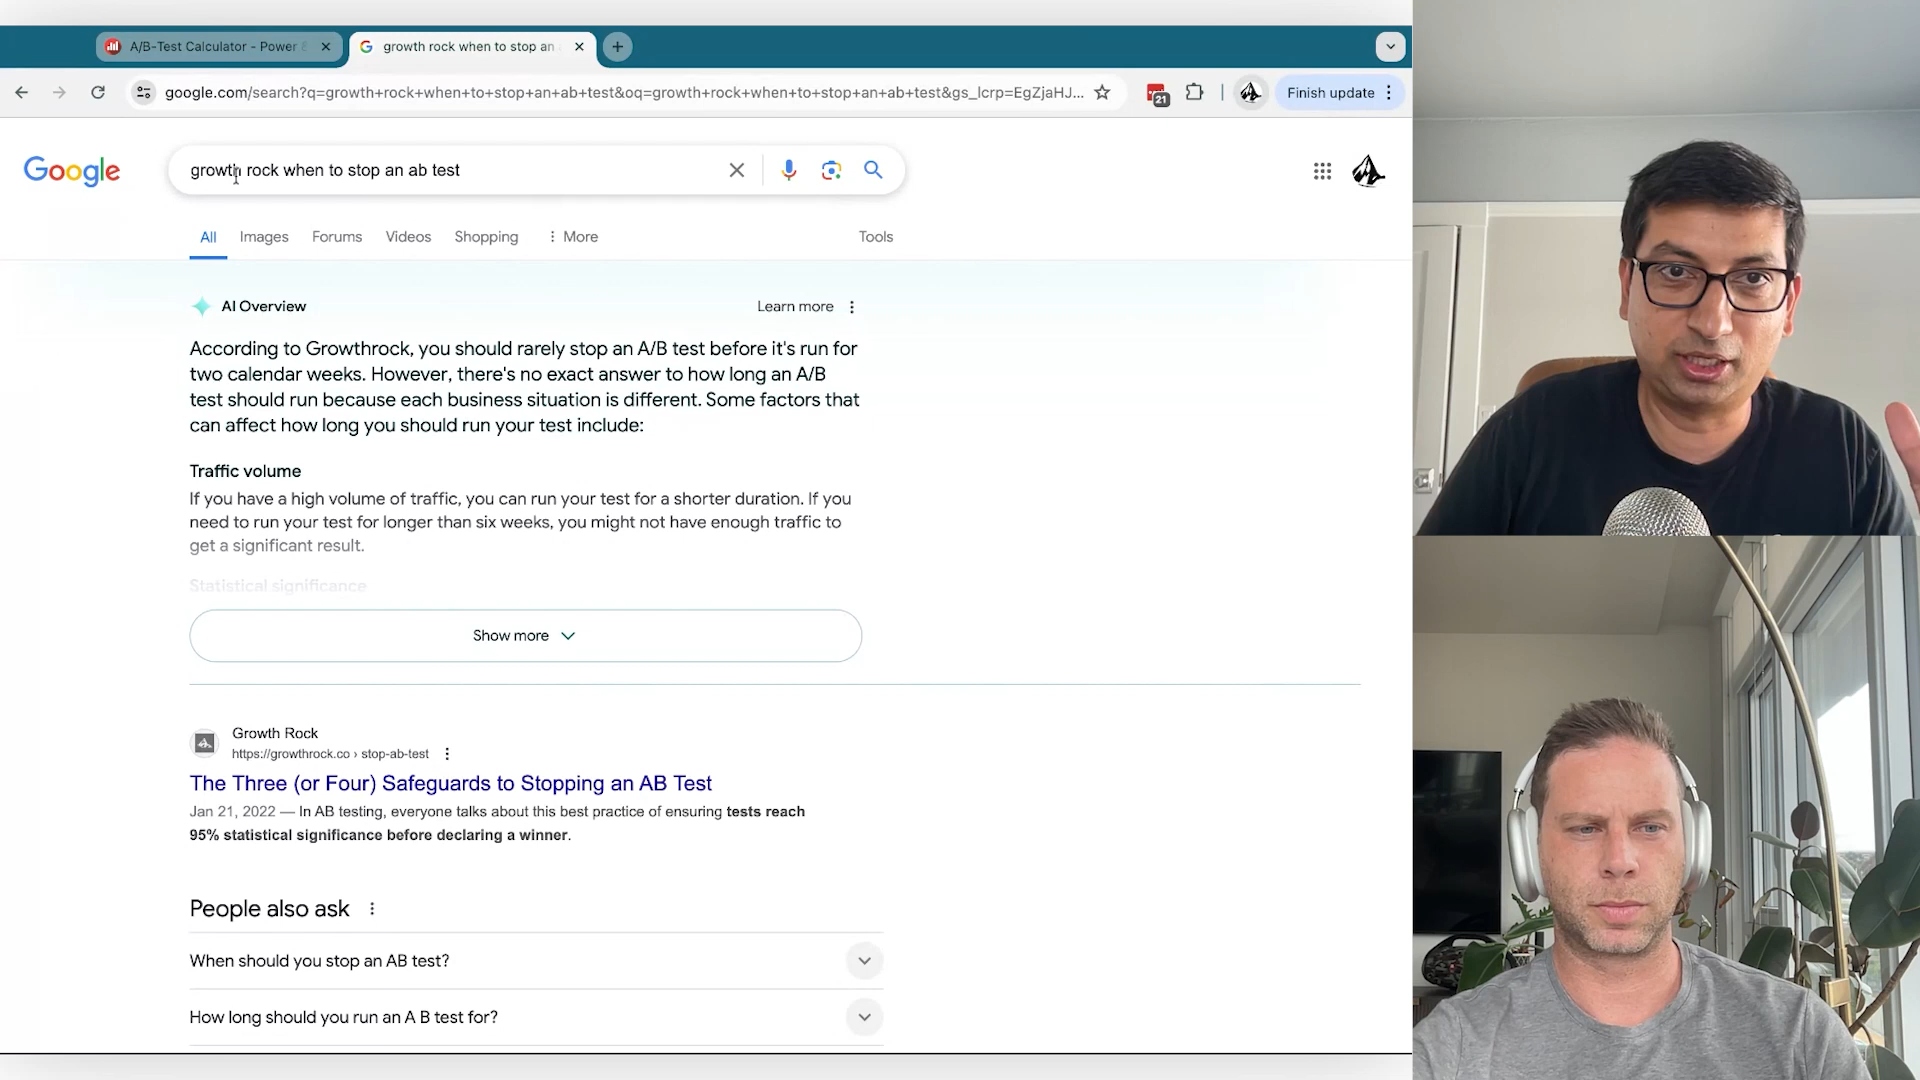 A/B-Test Calculator - Power &
growth rock when to stop an
google.com/search?q=growth+rock+when+to+stop+an+ab+test&oq=growth+rock+when+to+stop+an+ab+test&gs_lcrp=EgZjaHJ...
21
Finish update
Google
growth rock when to stop an ab test
All
Images
Forums
Videos
Shopping
More
Tools
AI Overview
Learn more
According to Growthrock, you should rarely stop an A/B test before it's run for
two calendar weeks. However, there's no exact answer to how long an A/B
test should run because each business situation is different. Some factors that
can affect how long you should run your test include:
Traffic volume
If you have a high volume of traffic, you can run your test for a shorter duration. If you
need to run your test for longer than six weeks, you might not have enough traffic to
get a significant result.
Statistical significance
Show more
Growth Rock
https://growthrock.co › stop-ab-test
The Three (or Four) Safeguards to Stopping an AB Test
Jan 21, 2022 — In AB testing, everyone talks about this best practice of ensuring tests reach
95% statistical significance before declaring a winner.
People also ask
When should you stop an AB test?
How long should you run an A B test for?